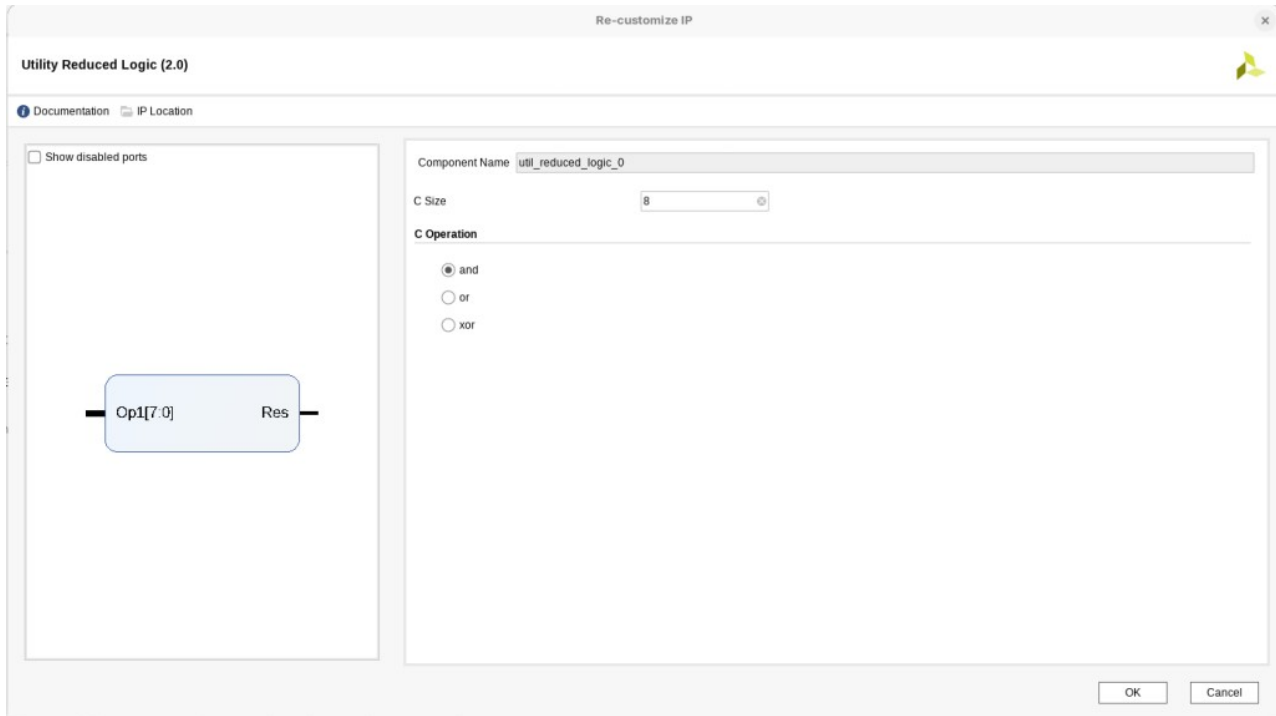 Re-customize IP
Utility Reduced Logic (2.0)
Documentation IP Location
Show disabled ports
Op1[7:0] Res
Component Name util_reduced_logic_0
C Size 8
C Operation
and
or
xor
OK Cancel